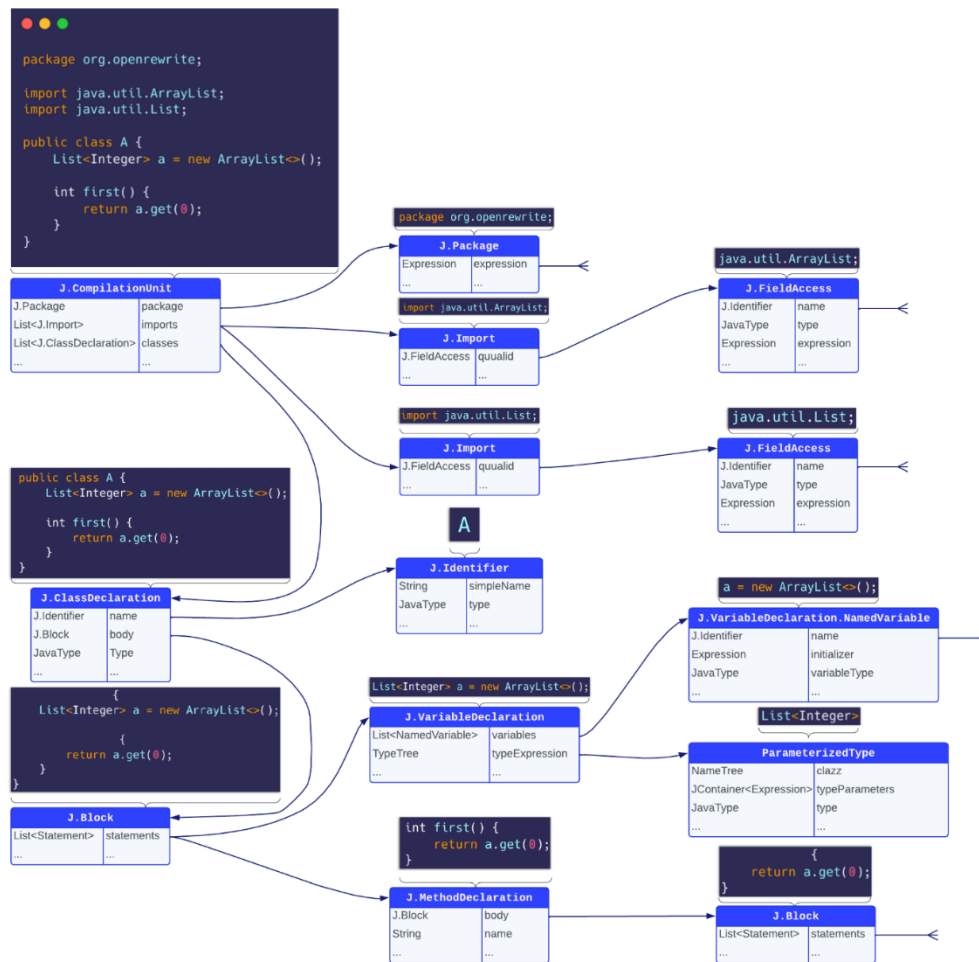 package org.openrewrite;
import java.util.ArrayList;
import java.util.List;
public class A {
List<Integer> a = new ArrayList<>();
int first() {
return a.get(0);
}
}
J.CompilationUnit
J.Package package
List<J.Import> imports
List<J.ClassDeclaration> classes
... ...
package org.openrewrite;
J.Package
Expression expression
... ...
import java.util.ArrayList;
J.Import
J.FieldAccess quualid
... ...
java.util.ArrayList;
J.FieldAccess
J.Identifier name
JavaType type
Expression expression
... ...
import java.util.List;
J.Import
J.FieldAccess quualid
... ...
java.util.List;
J.FieldAccess
J.Identifier name
JavaType type
Expression expression
... ...
public class A {
List<Integer> a = new ArrayList<>();
int first() {
return a.get(0);
}
}
J.ClassDeclaration
J.Identifier name
J.Block body
JavaType Type
... ...
A
J.Identifier
String simpleName
JavaType type
... ...
a = new ArrayList<>();
J.VariableDeclaration.NamedVariable
J.Identifier name
Expression initializer
JavaType variableType
... ...
{
List<Integer> a = new ArrayList<>();
{
return a.get(0);
}
}
J.Block
List<Statement> statements
... ...
List<Integer> a = new ArrayList<>();
J.VariableDeclaration
List<NamedVariable> variables
TypeTree typeExpression
... ...
List<Integer>
ParameterizedType
NameTree clazz
JContainer<Expression> typeParameters
JavaType type
... ...
int first() {
return a.get(0);
}
J.MethodDeclaration
J.Block body
String name
... ...
{
return a.get(0);
}
J.Block
List<Statement> statements
... ...